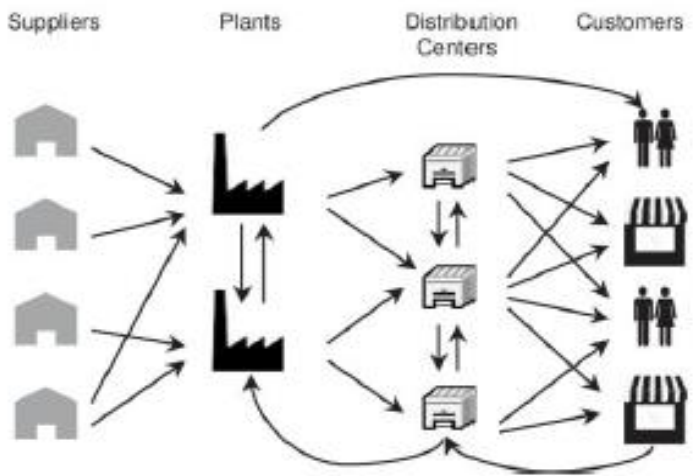 Suppliers
Plants
Distribution
Centers
Customers